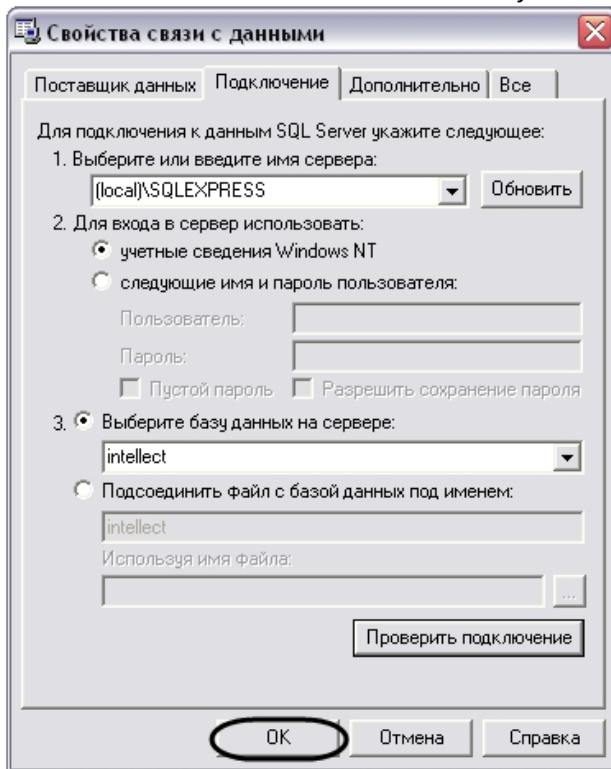 Свойства связи с данными
Поставщик данных Подключение Дополнительно Все
Для подключения к данным SQL Server укажите следующее:
1. Выберите или введите имя сервера:
(local)\SQLEXPRESS Обновить
2. Для входа в сервер использовать:
учетные сведения Windows NT
следующие имя и пароль пользователя:
Пользователь:
Пароль:
Пустой пароль Разрешить сохранение пароля
3. Выберите базу данных на сервере:
intellect
Подсоединить файл с базой данных под именем:
intellect
Используя имя файла:
...
Проверить подключение
OK Отмена Справка